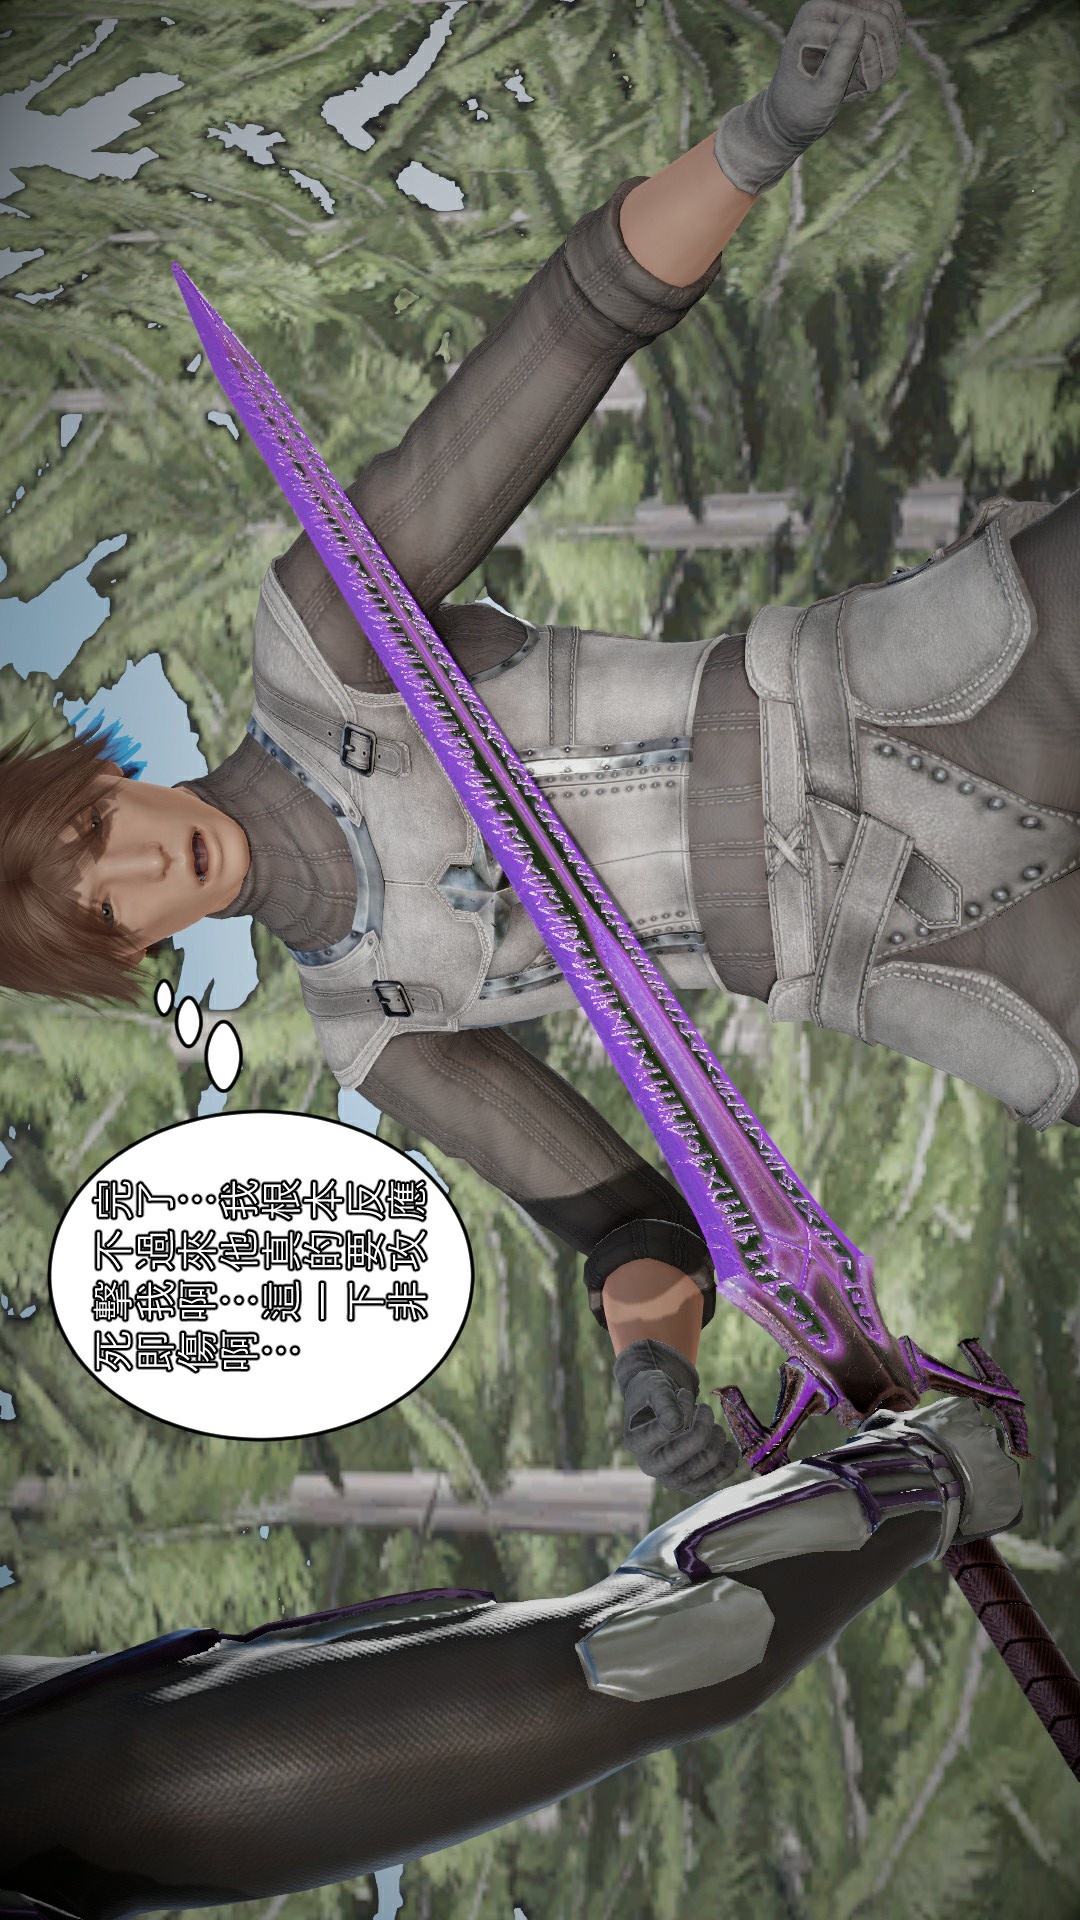 完了…我根本反應
不過來他真的要攻
擊我啊…這一下非
死即傷啊…